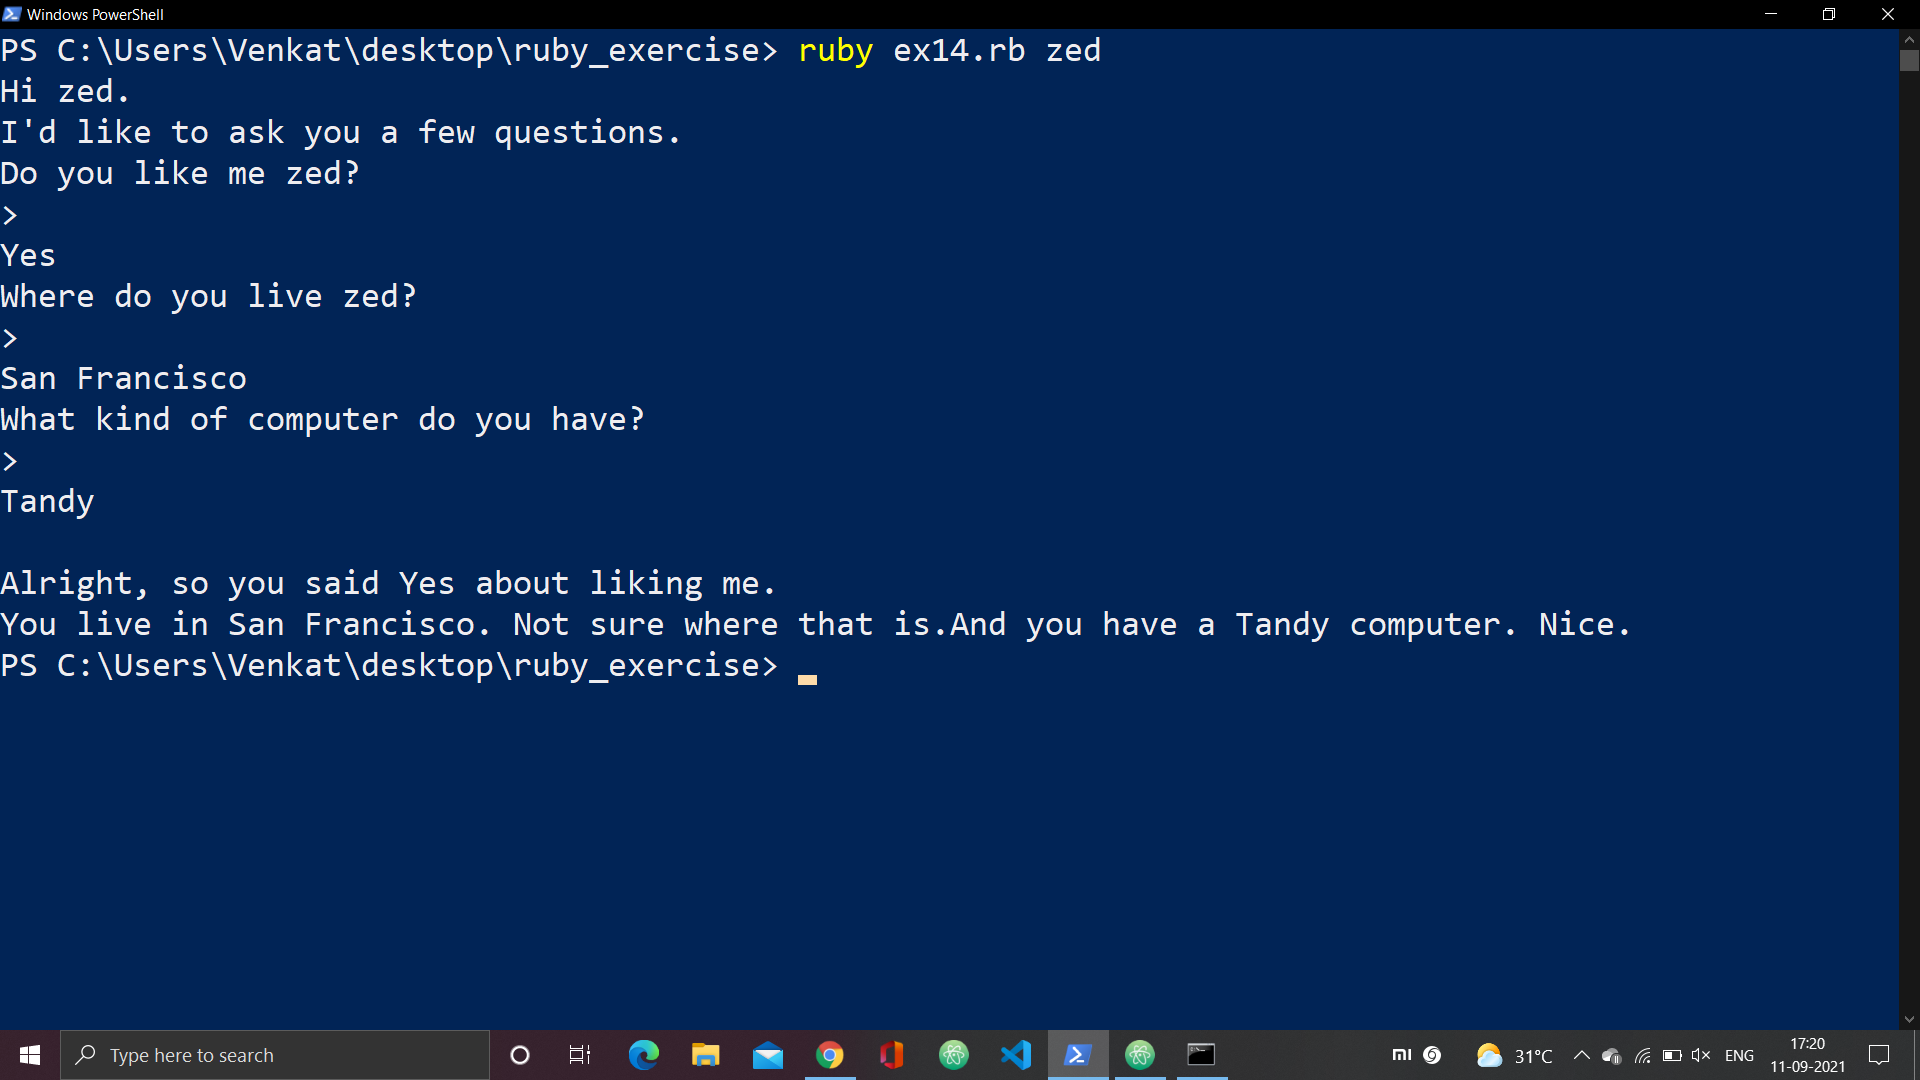 Windows PowerShell
PS C:\Users\Venkat\desktop\ruby_exercise> ruby ex14.rb zed
Hi zed.
I'd like to ask you a few questions.
Do you like me zed?
>
Yes
Where do you live zed?
>
San Francisco
What kind of computer do you have?
>
Tandy

Alright, so you said Yes about liking me.
You live in San Francisco. Not sure where that is.And you have a Tandy computer. Nice.
PS C:\Users\Venkat\desktop\ruby_exercise>
Type here to search
mi
31°C
ENG
17:20
11-09-2021